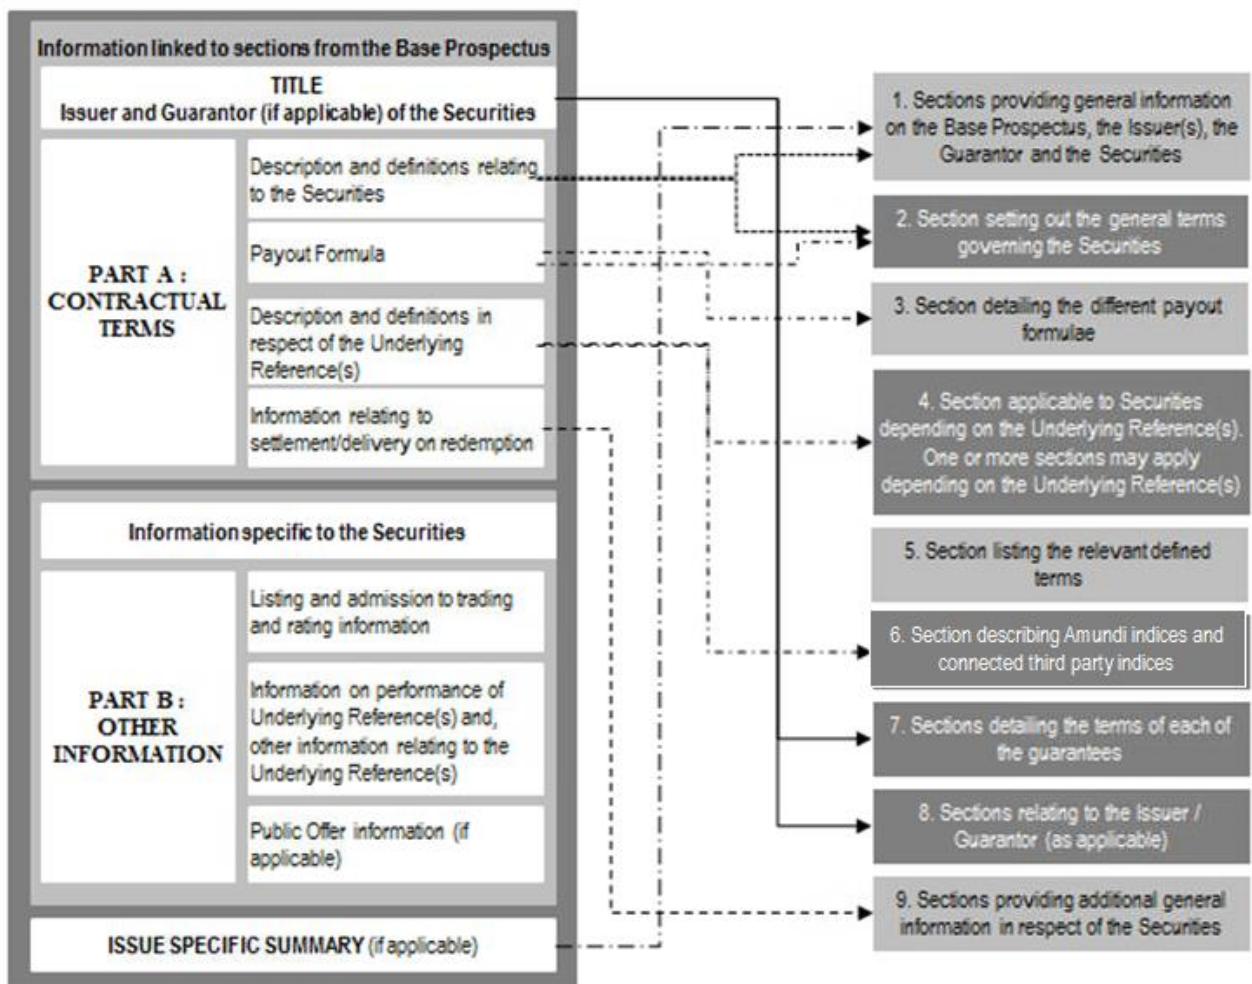 Information linked to sections from the Base Prospectus
TITLE
Issuer and Guarantor (if applicable) of the Securities
PART A :
CONTRACTUAL
TERMS
Description and definitions relating
to the Securities
Payout Formula
Description and definitions in
respect of the Underlying
Reference(s)
Information relating to
settlement/delivery on redemption
Information specific to the Securities
PART B :
OTHER
INFORMATION
Listing and admission to trading
and rating information
Information on performance of
Underlying Reference(s) and,
other information relating to the
Underlying Reference(s)
Public Offer information (if
applicable)
ISSUE SPECIFIC SUMMARY (if applicable)
1. Sections providing general information
on the Base Prospectus, the Issuer(s), the
Guarantor and the Securities
2. Section setting out the general terms
governing the Securities
3. Section detailing the different payout
formulae
4. Section applicable to Securities
depending on the Underlying Reference(s).
One or more sections may apply
depending on the Underlying Reference(s)
5. Section listing the relevant defined
terms
6. Section describing Amundi indices and
connected third party indices
7. Sections detailing the terms of each of
the guarantees
8. Sections relating to the Issuer /
Guarantor (as applicable)
9. Sections providing additional general
information in respect of the Securities